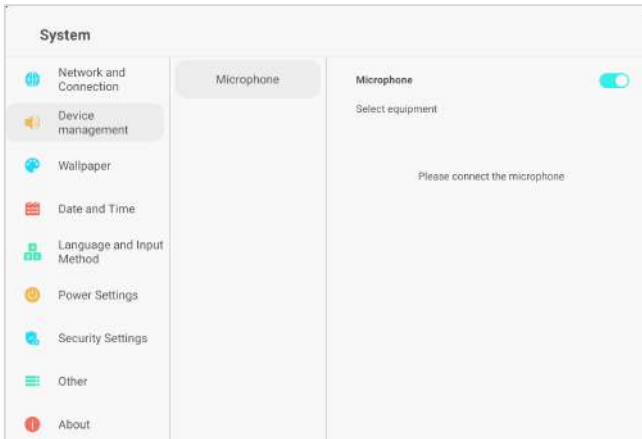 System
Network and
Connection
Device
management
Wallpaper
Date and Time
Language and Input
Method
Power Settings
Security Settings
Other
About
Microphone
Microphone
Select equipment
Please connect the microphone